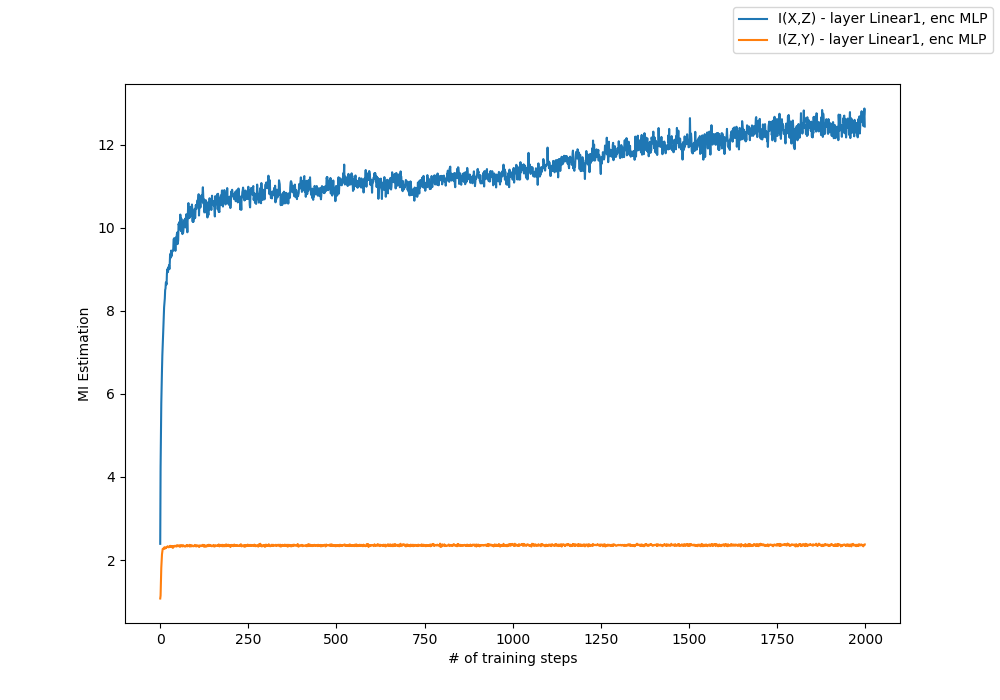 I(X,Z) - layer Linear1, enc MLP
I(Z,Y) - layer Linear1, enc MLP
12
10
8
6
4
2
MI Estimation
0 250 500 750 1000 1250 1500 1750 2000
# of training steps